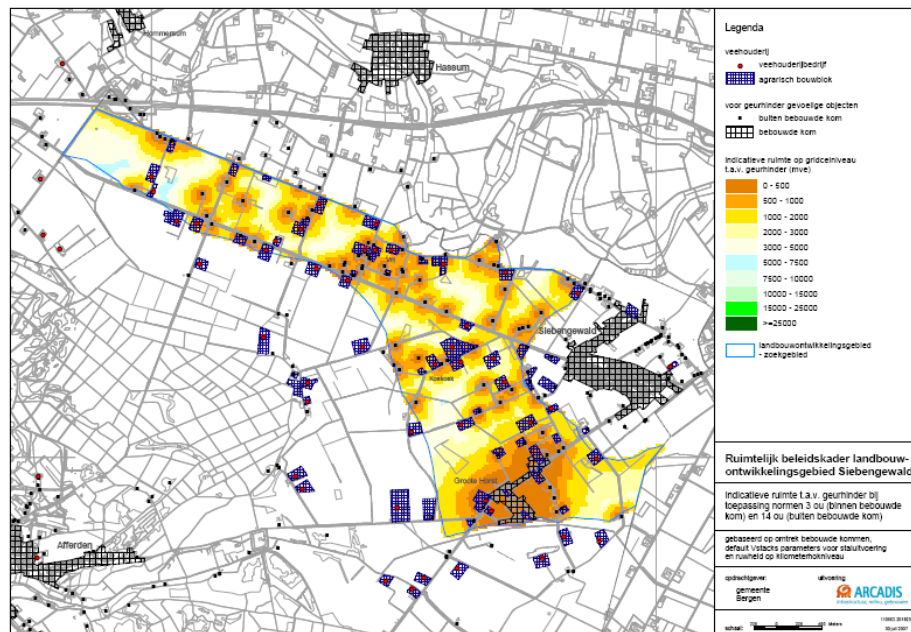 Hommersum
Hassum
Siebengewald
Koekoek
Groote Horst
Afferden
Legenda
veehouderij
veehouderijbedrijf
agrarisch bouwblok
voor geurhinder gevoelige objecten
buiten bebouwde kom
bebouwde kom
Indicatieve ruimte op gridcelniveau
t.a.v. geurhinder (mve)
0 - 500
500 - 1000
1000 - 2000
2000 - 3000
3000 - 5000
5000 - 7500
7500 - 10000
10000 - 15000
15000 - 25000
>=25000
landbouwontwikkelingsgebied
- zoekgebied
Ruimtelijk beleidskader landbouw-
ontwikkelingsgebied Siebengewald
Indicatieve ruimte t.a.v. geurhinder bij
toepassing normen 3 ou (binnen bebouwde
kom) en 14 ou (buiten bebouwde kom)
gebaseerd op omtrek bebouwde kommen,
default Vstacks parameters voor staluitvoering
en ruwheid op kilometerhokniveau
opdrachtgever: uitvoering
gemeente
Bergen
ARCADIS
schaal: Meters